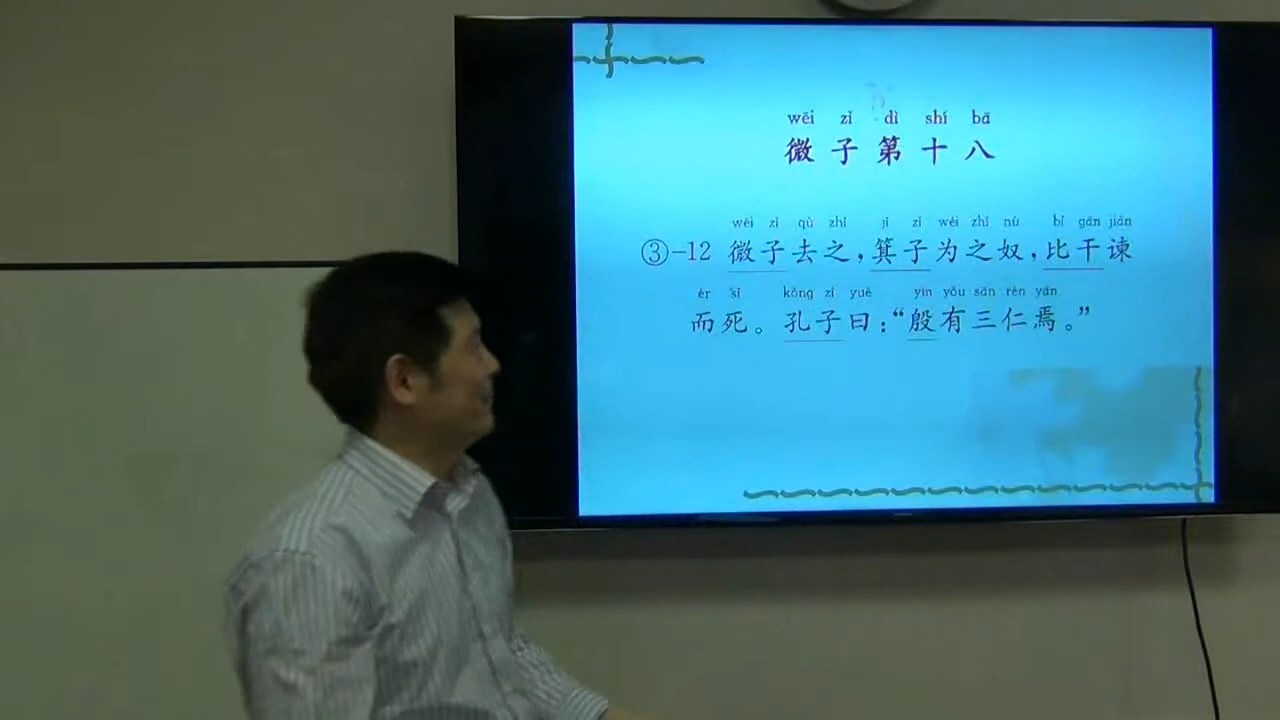 wēi zǐ dì shí bā
微子第十八
wēi zǐ qù zhī jī zǐ wéi zhī nú bǐ gān jiàn
③-12 微子去之，箕子为之奴，比干谏
ér sǐ kǒng zǐ yuē yīn yǒu sān rén yān
而死。孔子曰：“殷有三仁焉。”